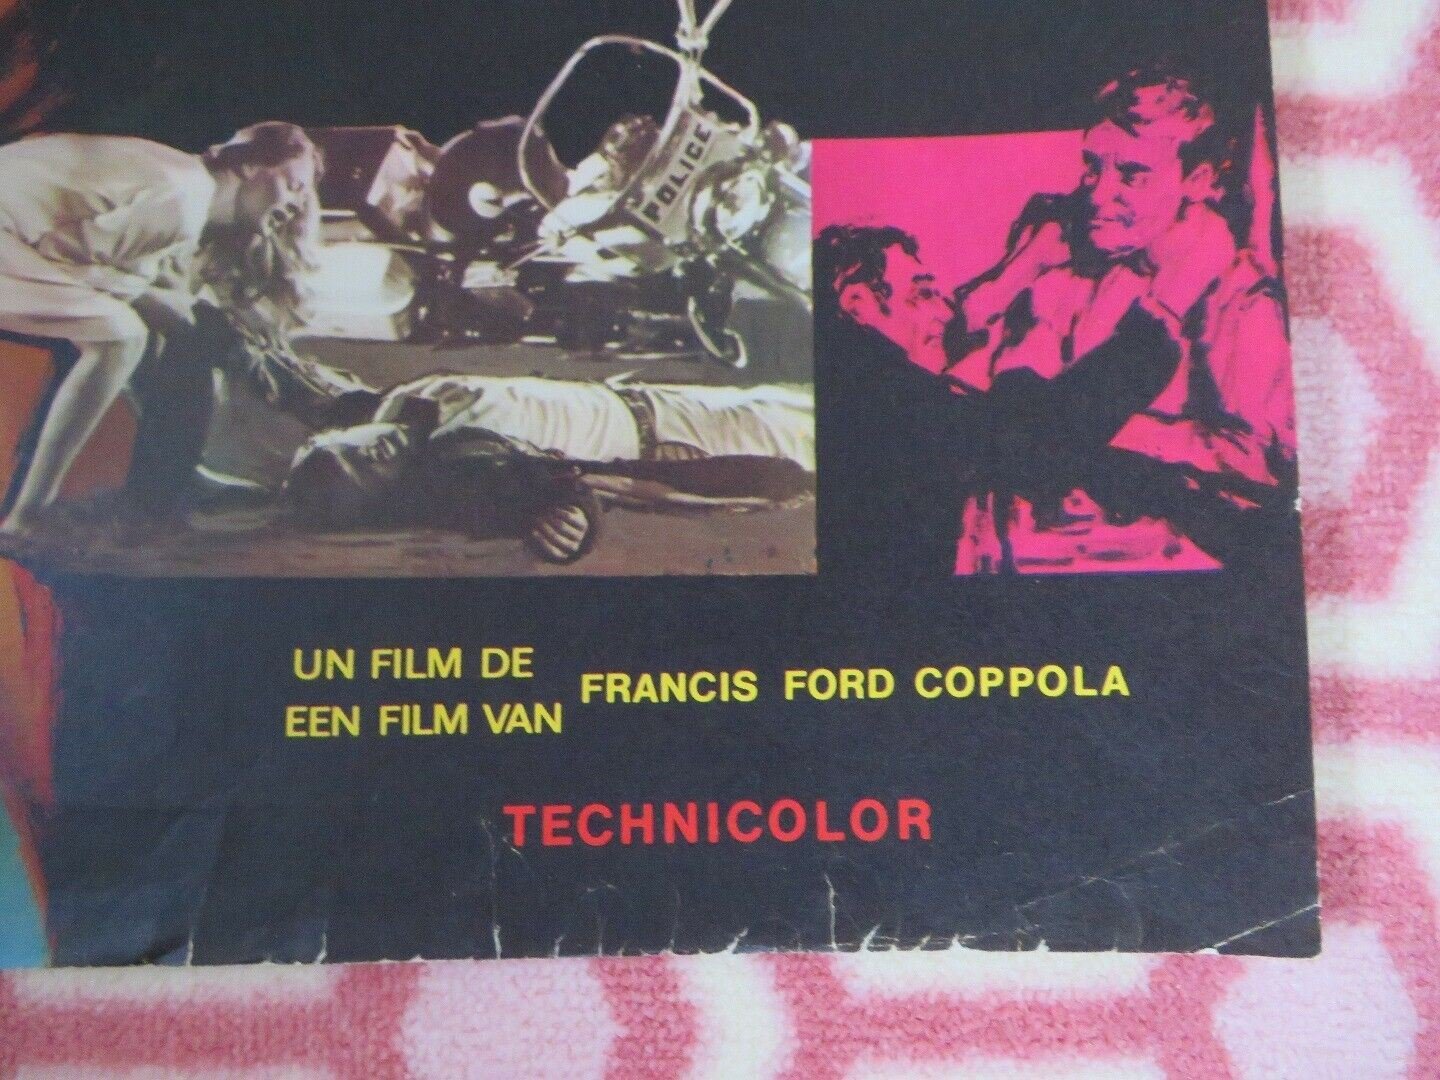 POLICE
UN FILM DE
EEN FILM VAN
FRANCIS FORD COPPOLA
TECHNICOLOR